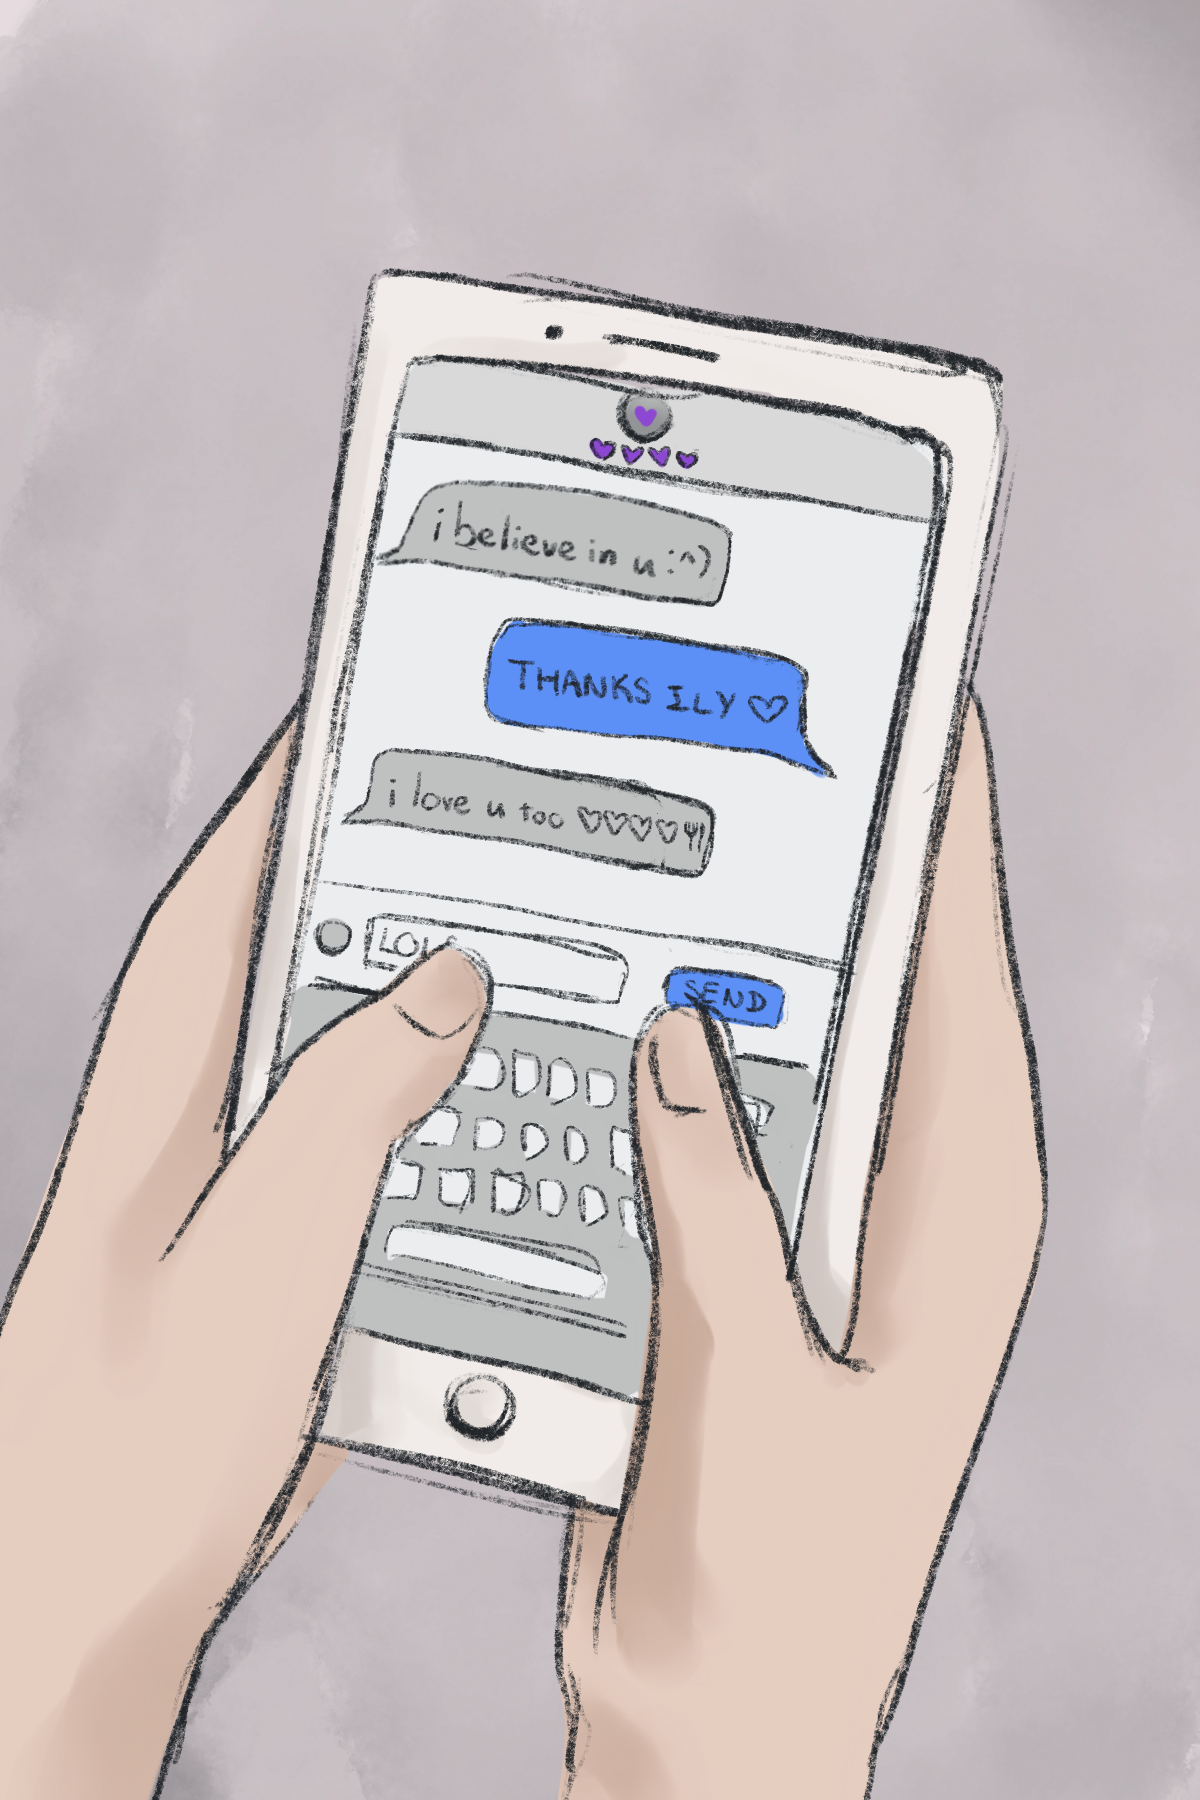 i believe in u :^)
THANKS ILY ♡
i love u too ♡♡♡♡🍴
SEND